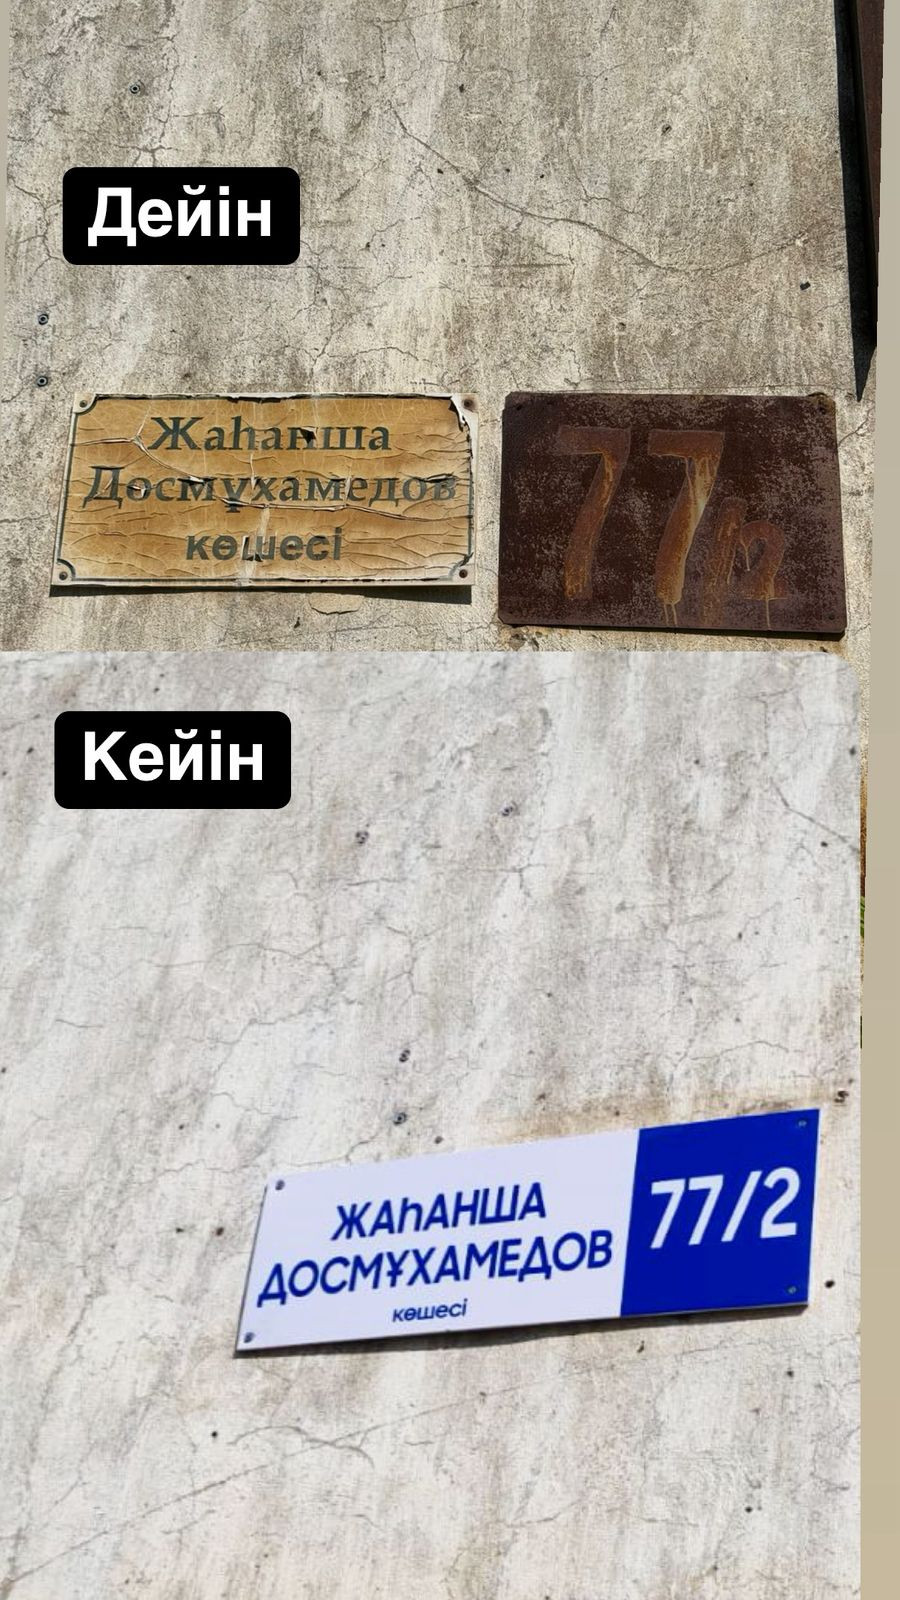 Дейін
Жаһанша
Досмұхамедов
көшесі
77/2
Кейін
ЖАҺАНША
ДОСМҰХАМЕДОВ
көшесі
77/2